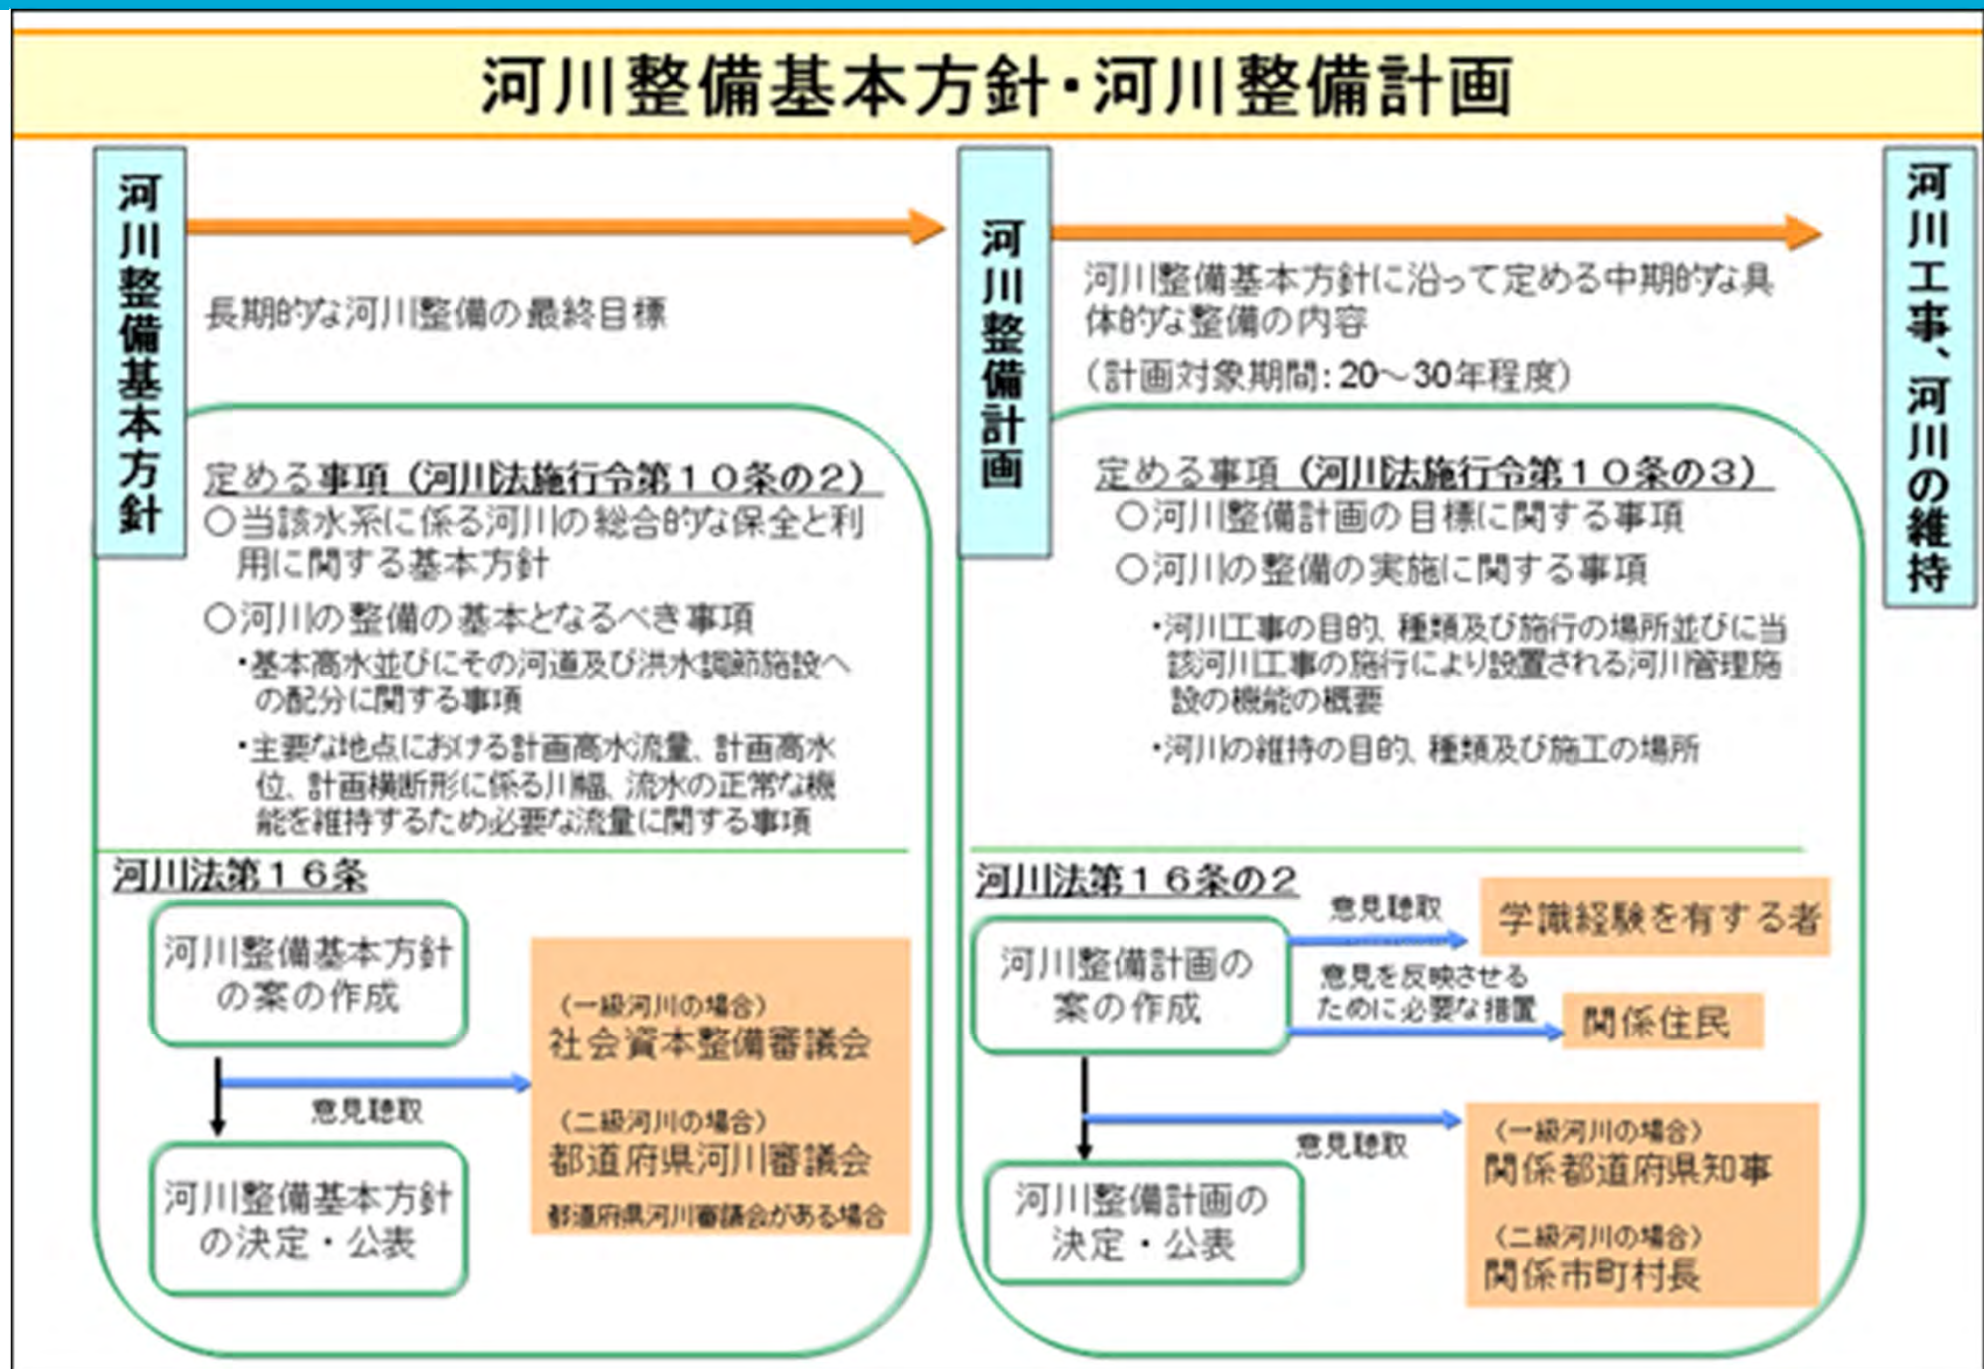 河川整備基本方針・河川整備計画
河川整備基本方針
長期的な河川整備の最終目標
定める事項（河川法施行令第１０条の２）
○当該水系に係る河川の総合的な保全と利
用に関する基本方針
○河川の整備の基本となるべき事項
・基本高水並びにその河道及び洪水調節施設へ
の配分に関する事項
・主要な地点における計画高水流量、計画高水
位、計画横断形に係る川幅、流水の正常な機
能を維持するため必要な流量に関する事項
河川法第１６条
河川整備基本方針
の案の作成
意見聴取
（一級河川の場合）
社会資本整備審議会
（二級河川の場合）
都道府県河川審議会
都道府県河川審議会がある場合
河川整備基本方針
の決定・公表
河川整備計画
河川整備基本方針に沿って定める中期的な具
体的な整備の内容
（計画対象期間：20～30年程度）
定める事項（河川法施行令第１０条の３）
○河川整備計画の目標に関する事項
○河川の整備の実施に関する事項
・河川工事の目的、種類及び施行の場所並びに当
該河川工事の施行により設置される河川管理施
設の機能の概要
・河川の維持の目的、種類及び施工の場所
河川法第１６条の２
河川整備計画の
案の作成
意見聴取
学識経験を有する者
意見を反映させる
ために必要な措置
関係住民
意見聴取
（一級河川の場合）
関係都道府県知事
（二級河川の場合）
関係市町村長
河川整備計画の
決定・公表
河川工事、河川の維持